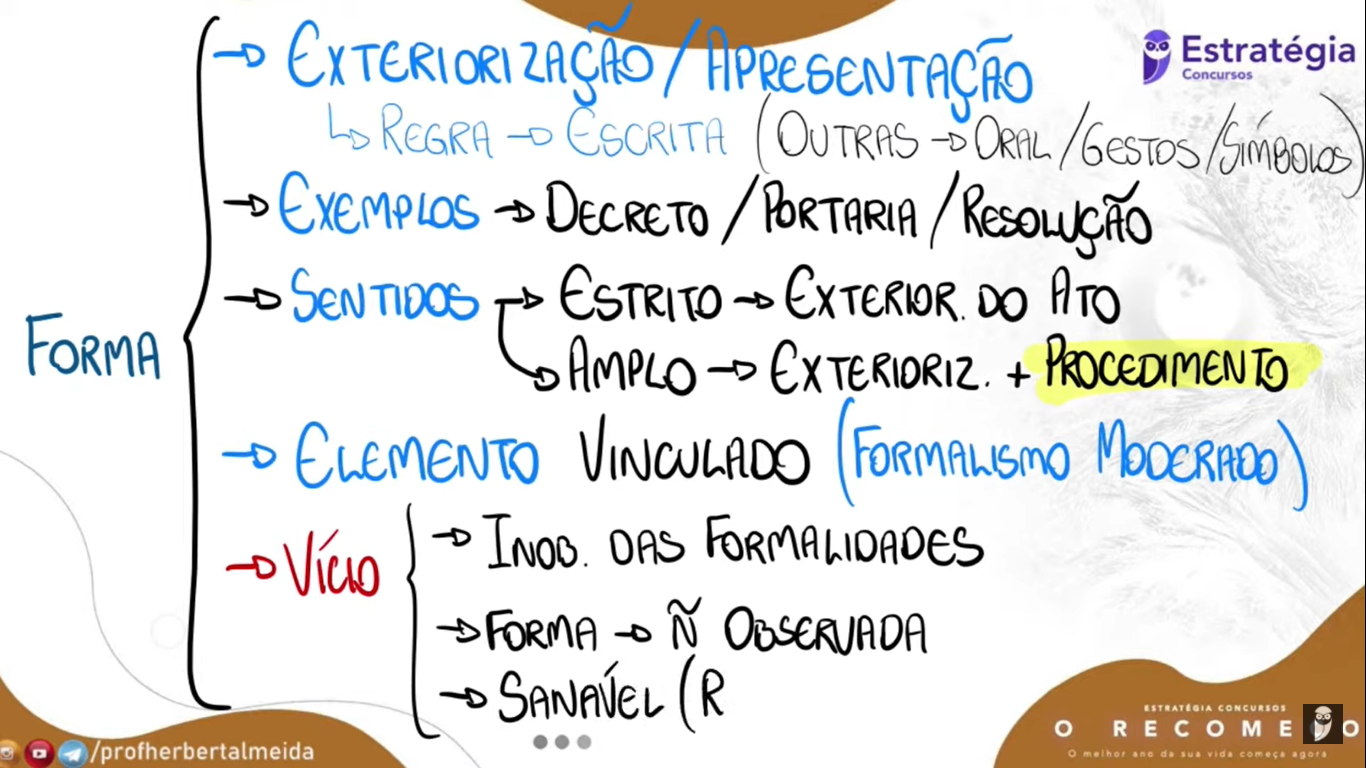 Estratégia
Concursos
FORMA
→ EXTERIORIZAÇÃO / APRESENTAÇÃO
↳ REGRA → ESCRITA (OUTRAS → ORAL / GESTOS / SÍMBOLOS)
→ EXEMPLOS → DECRETO / PORTARIA / RESOLUÇÃO
→ SENTIDOS → ESTRITO → EXTERIOR. DO ATO
→ AMPLO → EXTERIORIZ. + PROCEDIMENTO
→ ELEMENTO VINCULADO (FORMALISMO MODERADO)
→ VÍCIO
→ INOB. DAS FORMALIDADES
→ FORMA → Ñ OBSERVADA
→ SANÁVEL (R
/profherbertalmeida
ESTRATÉGIA CONCURSOS
O RECOMEÇO
O melhor ano da sua vida começa agora